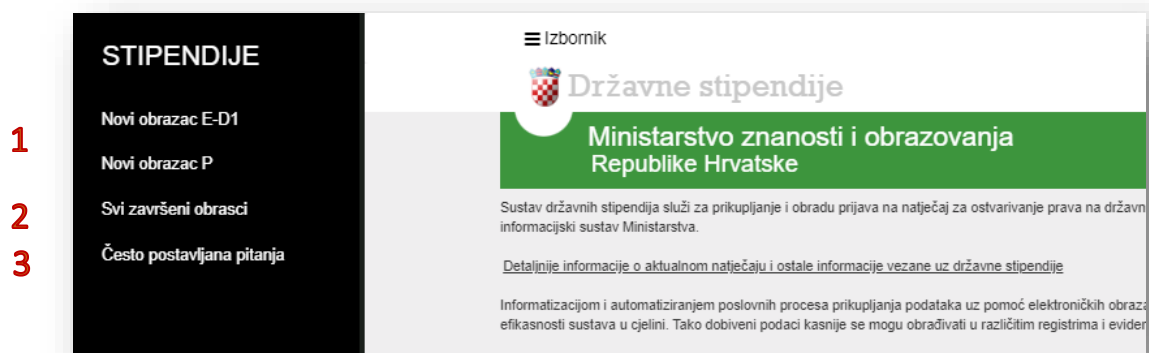 STIPENDIJE
Novi obrazac E-D1
1
Novi obrazac P
2
Svi završeni obrasci
3
Često postavljana pitanja
Izbornik
Državne stipendije
Ministarstvo znanosti i obrazovanja
Republike Hrvatske
Sustav državnih stipendija služi za prikupljanje i obradu prijava na natječaj za ostvarivanje prava na državn
informacijski sustav Ministarstva.
Detaljnije informacije o aktualnom natječaju i ostale informacije vezane uz državne stipendije
Informatizacijom i automatiziranjem poslovnih procesa prikupljanja podataka uz pomoć elektroničkih obraza
efikasnosti sustava u cjelini. Tako dobiveni podaci kasnije se mogu obrađivati u različitim registrima i eviden